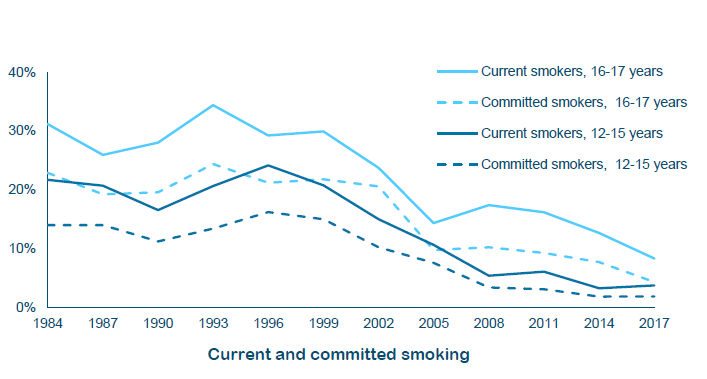 40%
30%
20%
10%
0%
Current smokers, 16-17 years
Committed smokers, 16-17 years
Current smokers, 12-15 years
Committed smokers, 12-15 years
1984 1987 1990 1993 1996 1999 2002 2005 2008 2011 2014 2017
Current and committed smoking